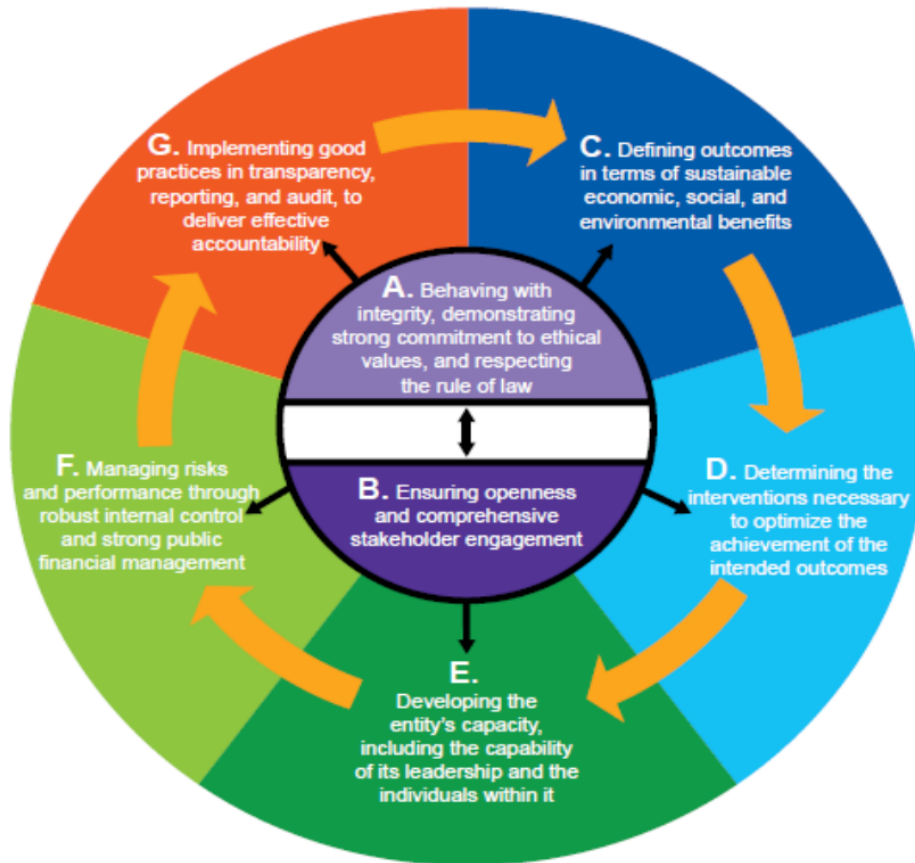 G. Implementing good
practices in transparency,
reporting, and audit, to
deliver effective
accountability
C. Defining outcomes
in terms of sustainable
economic, social, and
environmental benefits
A. Behaving with
integrity, demonstrating
strong commitment to ethical
values, and respecting
the rule of law
F. Managing risks
and performance through
robust internal control
and strong public
financial management
B. Ensuring openness
and comprehensive
stakeholder engagement
D. Determining the
interventions necessary
to optimize the
achievement of the
intended outcomes
E.
Developing the
entity's capacity,
including the capability
of its leadership and the
individuals within it